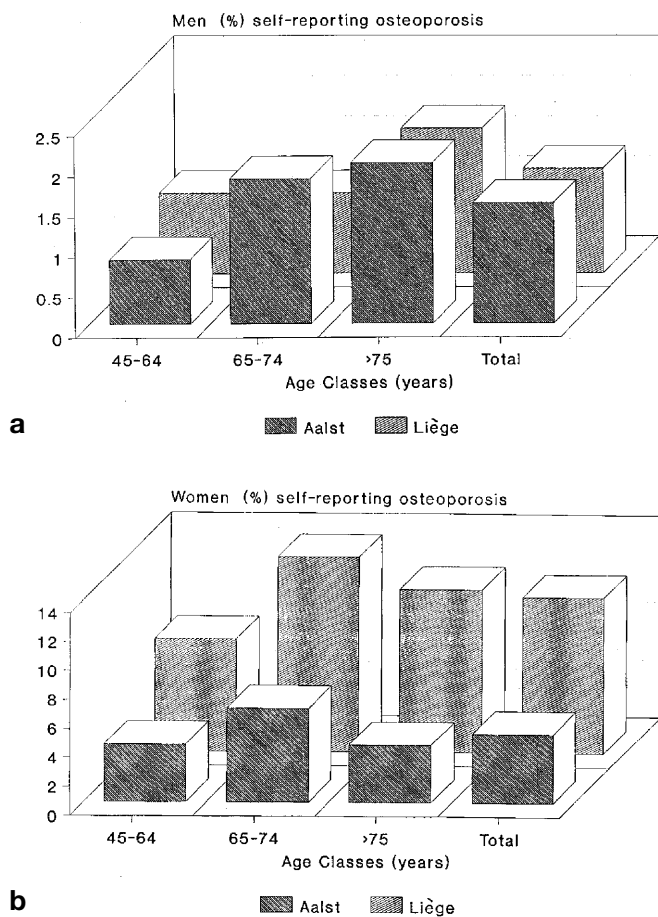 Men (%) self-reporting osteoporosis
2.5
2
1.5
1
0.5
0
45-64 65-74 >75 Total
Age Classes (years)
a
Aalst Liège
Women (%) self-reporting osteoporosis
14
12
10
8
6
4
2
0
45-64 65-74 >75 Total
Age Classes (years)
b
Aalst Liège